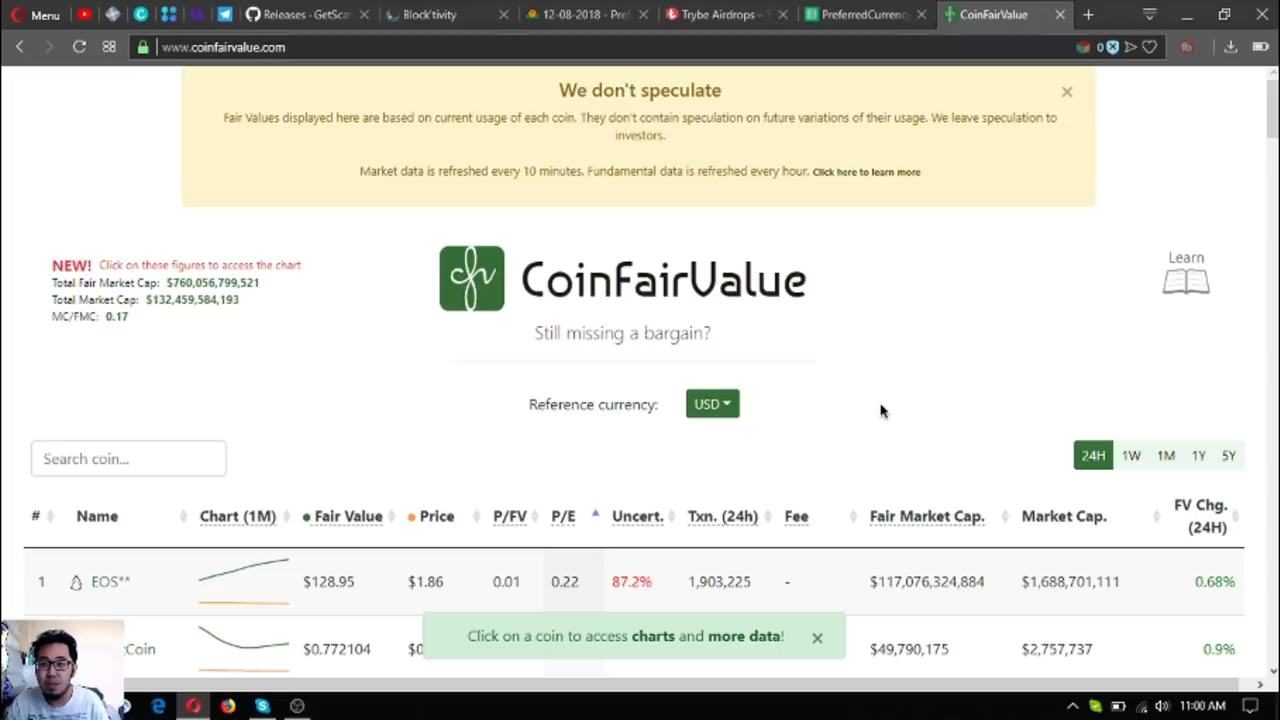 Menu
Releases - GetSca
Block'tivity
12-08-2018 - Pref
Trybe Airdrops - T
PreferredCurrency
CoinFairValue
www.coinfairvalue.com
0
We don't speculate
Fair Values displayed here are based on current usage of each coin. They don't contain speculation on future variations of their usage. We leave speculation to
investors.
Market data is refreshed every 10 minutes. Fundamental data is refreshed every hour. Click here to learn more
NEW! Click on these figures to access the chart
Total Fair Market Cap: $760,056,799,521
Total Market Cap: $132,459,584,193
MC/FMC: 0.17
CoinFairValue
Still missing a bargain?
Learn
Reference currency: USD
Search coin...
24H 1W 1M 1Y 5Y
# Name Chart (1M) Fair Value Price P/FV P/E Uncert. Txn. (24h) Fee Fair Market Cap. Market Cap. FV Chg.
(24H)
1 EOS** $128.95 $1.86 0.01 0.22 87.2% 1,903,225 - $117,076,324,884 $1,688,701,111 0.68%
Click on a coin to access charts and more data!
Coin $0.772104 $49,790,175 $2,757,737 0.9%
11:00 AM